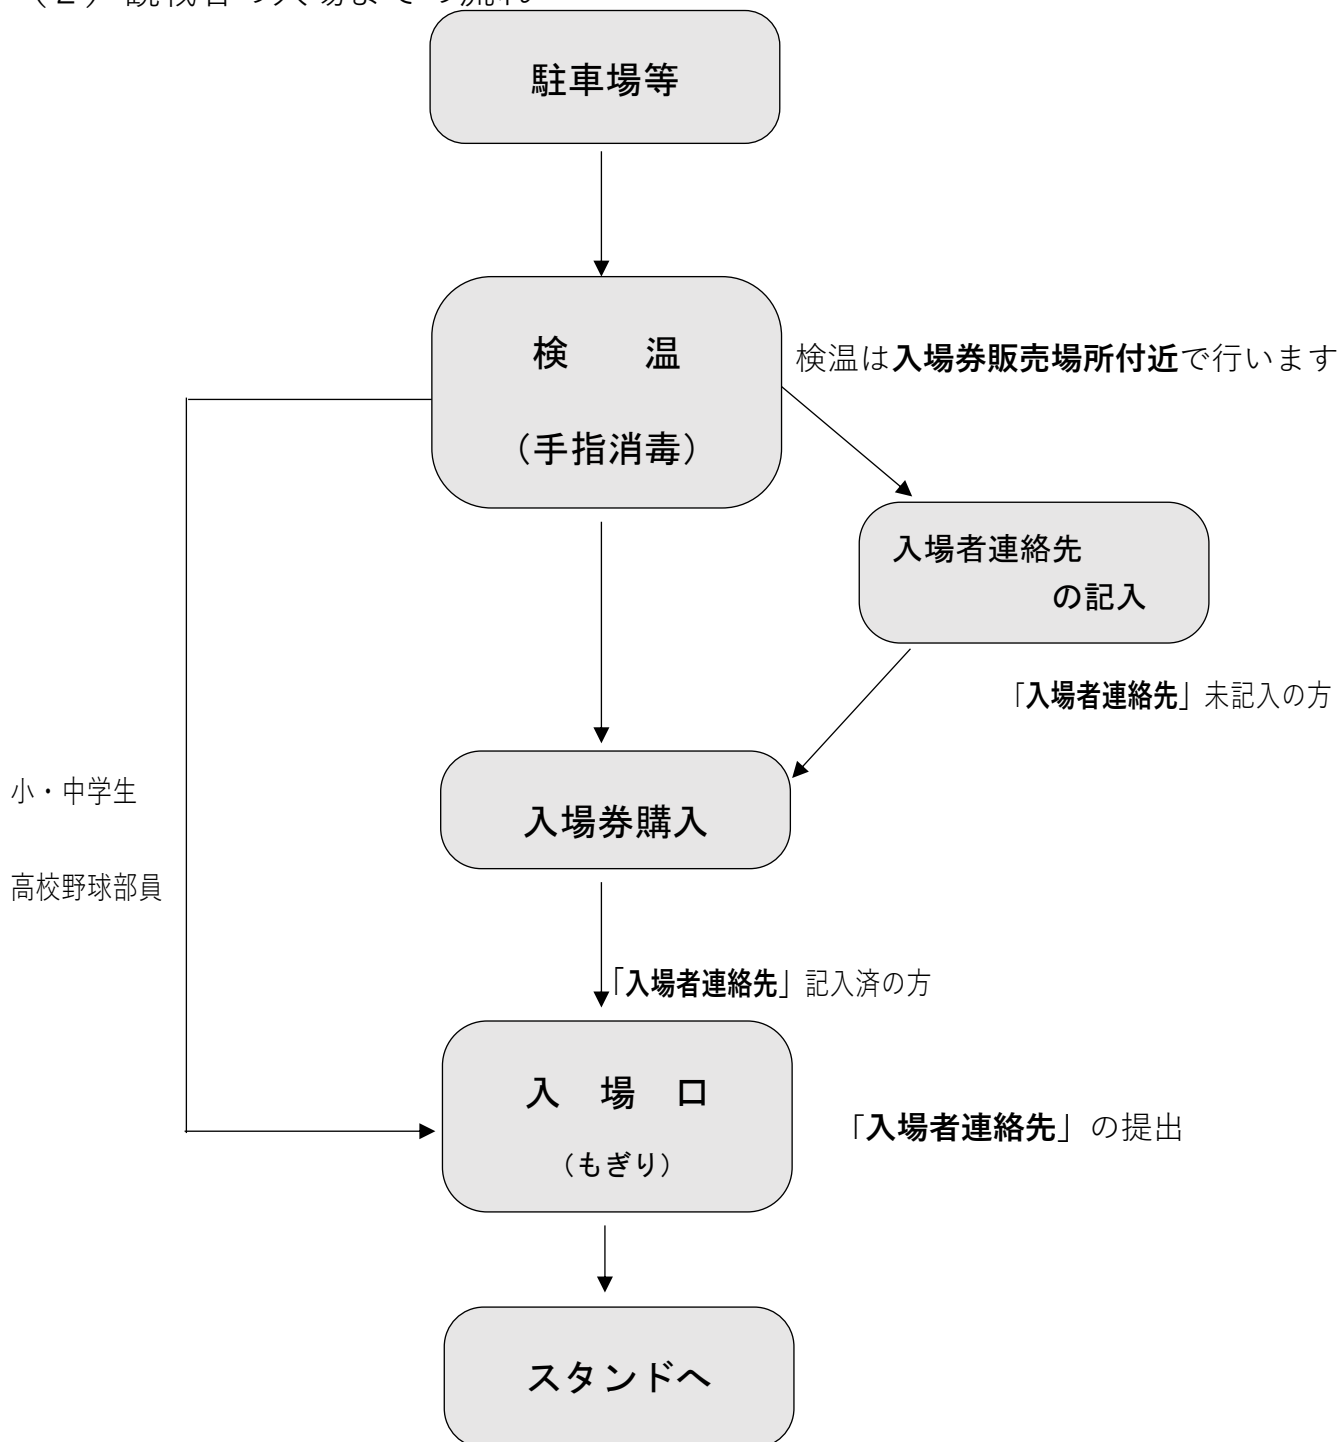 駐車場等
検　温
検温は入場券販売場所付近で行います
（手指消毒）
入場者連絡先
の記入
「入場者連絡先」未記入の方
小・中学生
入場券購入
高校野球部員
「入場者連絡先」記入済の方
入　場　口
「入場者連絡先」の提出
（もぎり）
スタンドへ